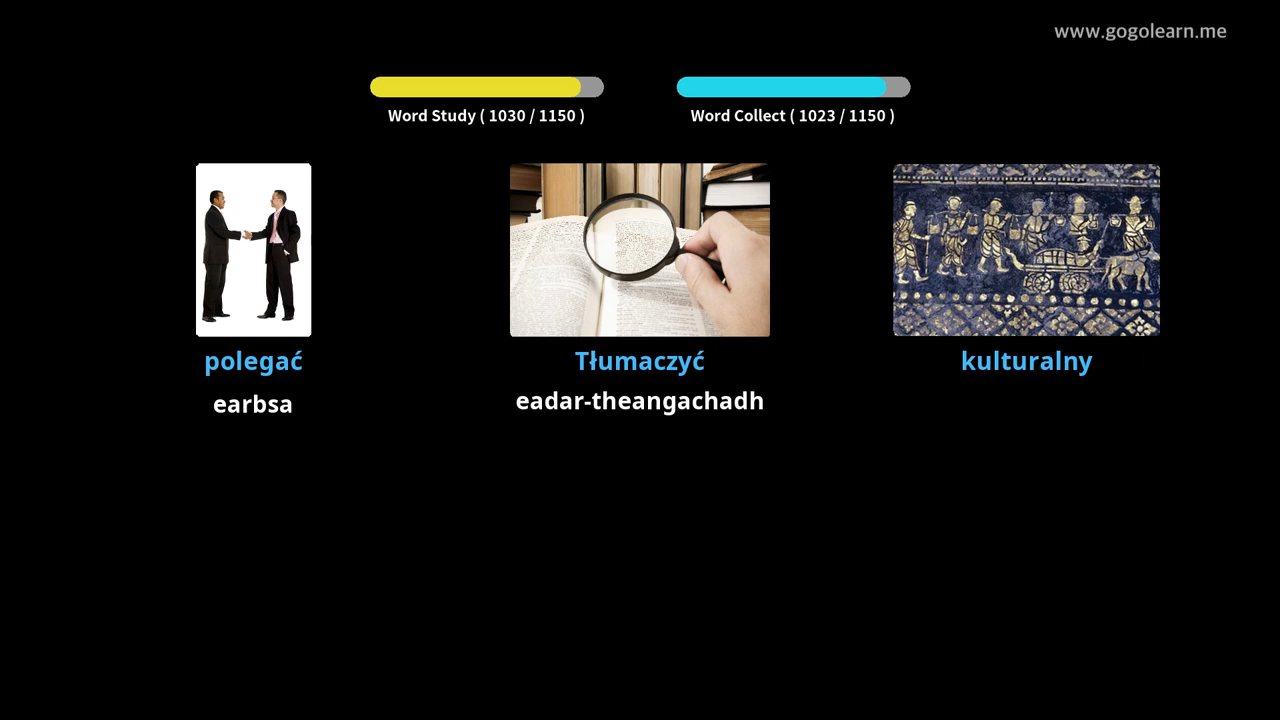 www.gogolearn.me
Word Study ( 1030 / 1150 )
Word Collect ( 1023 / 1150 )
polegać
Tłumaczyć
kulturalny
earbsa
eadar-theangachadh